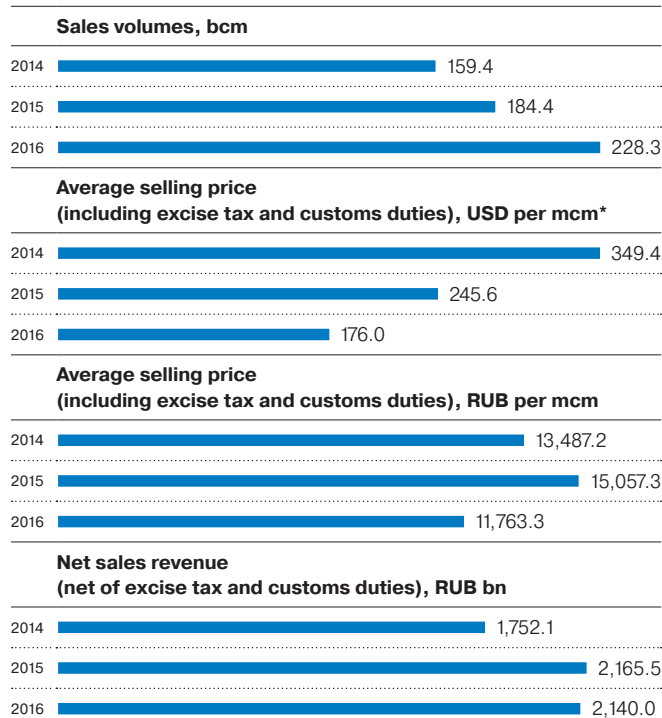 Sales volumes, bcm
2014 159.4
2015 184.4
2016 228.3
Average selling price
(including excise tax and customs duties), USD per mcm*
2014 349.4
2015 245.6
2016 176.0
Average selling price
(including excise tax and customs duties), RUB per mcm
2014 13,487.2
2015 15,057.3
2016 11,763.3
Net sales revenue
(net of excise tax and customs duties), RUB bn
2014 1,752.1
2015 2,165.5
2016 2,140.0